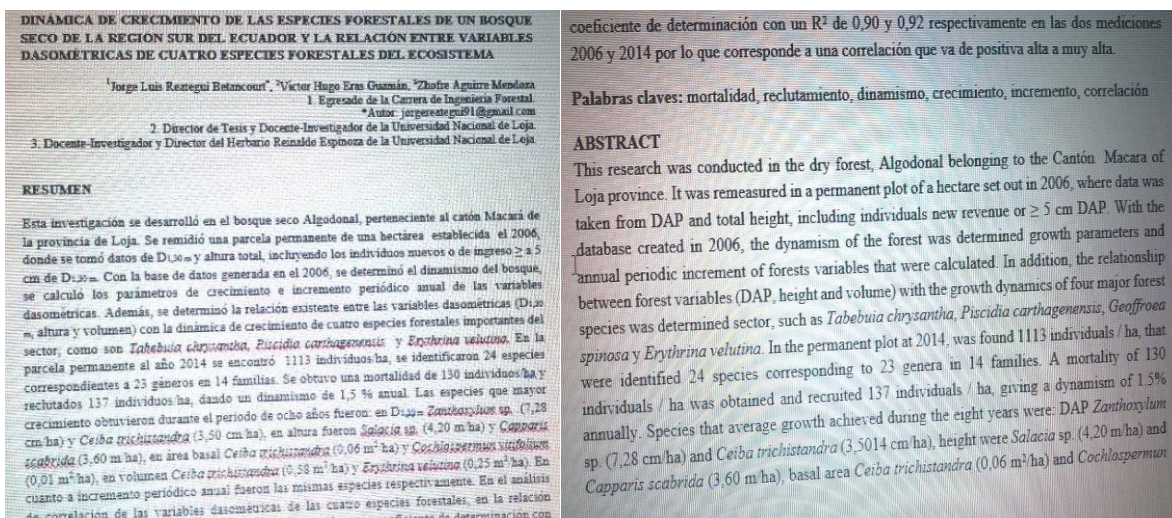 DINÁMICA DE CRECIMIENTO DE LAS ESPECIES FORESTALES DE UN BOSQUE
SECO DE LA REGION SUR DEL ECUADOR Y LA RELACIÓN ENTRE VARIABLES
DASOMÉTRICAS DE CUATRO ESPECIES FORESTALES DEL ECOSISTEMA
¹Jorge Luis Reategui Betancourt*, ²Víctor Hugo Eras Guamán, ³Zhofre Aguirre Mendoza
1. Egresado de la Carrera de Ingeniería Forestal.
*Autor: jorgereategui91@gmail.com
2. Director de Tesis y Docente-Investigador de la Universidad Nacional de Loja.
3. Docente-Investigador y Director del Herbario Reinaldo Espinoza de la Universidad Nacional de Loja.
RESUMEN
Esta investigación se desarrolló en el bosque seco Algodonal, perteneciente al catón Macará de
la provincia de Loja. Se remidió una parcela permanente de una hectárea establecida el 2006,
donde se tomó datos de D1,30 m y altura total, incluyendo los individuos nuevos o de ingreso ≥ a 5
cm de D1,30 m. Con la base de datos generada en el 2006, se determinó el dinamismo del bosque,
se calculó los parámetros de crecimiento e incremento periódico anual de las variables
dasométricas. Además, se determinó la relación existente entre las variables dasométricas (D1,30
m, altura y volumen) con la dinámica de crecimiento de cuatro especies forestales importantes del
sector, como son Tabebuia chrysantha, Piscidia carthagenensis y Erythrina velutina. En la
parcela permanente al año 2014 se encontró 1113 individuos/ha, se identificaron 24 especies
correspondientes a 23 géneros en 14 familias. Se obtuvo una mortalidad de 130 individuos/ha y
reclutados 137 individuos/ha, dando un dinamismo de 1,5 % anual. Las especies que mayor
crecimiento obtuvieron durante el periodo de ocho años fueron: en D1,30 m Zanthoxylum sp. (7,28
cm/ha) y Ceiba trichistandra (3,50 cm/ha), en altura fueron Salacia sp. (4,20 m/ha) y Capparis
scabrida (3,60 m/ha), en área basal Ceiba trichistandra (0,06 m²/ha) y Cochlospermum vitifolium
(0,01 m²/ha), en volumen Ceiba trichistandra (0,58 m³/ha) y Erythrina velutina (0,25 m³/ha). En
cuanto a incremento periódico anual fueron las mismas especies respectivamente. En el análisis
de correlación de las variables dasométricas de las cuatro especies forestales, en la relación
coeficiente de determinación con
coeficiente de determinación con un R² de 0,90 y 0,92 respectivamente en las dos mediciones
2006 y 2014 por lo que corresponde a una correlación que va de positiva alta a muy alta.
Palabras claves: mortalidad, reclutamiento, dinamismo, crecimiento, incremento, correlación
ABSTRACT
This research was conducted in the dry forest, Algodonal belonging to the Cantón Macara of
Loja province. It was remeasured in a permanent plot of a hectare set out in 2006, where data was
taken from DAP and total height, including individuals new revenue or ≥ 5 cm DAP. With the
database created in 2006, the dynamism of the forest was determined growth parameters and
annual periodic increment of forests variables that were calculated. In addition, the relationship
between forest variables (DAP, height and volume) with the growth dynamics of four major forest
species was determined sector, such as Tabebuia chrysantha, Piscidia carthagenensis, Geoffroea
spinosa y Erythrina velutina. In the permanent plot at 2014, was found 1113 individuals / ha, that
were identified 24 species corresponding to 23 genera in 14 families. A mortality of 130
individuals / ha was obtained and recruited 137 individuals / ha, giving a dynamism of 1.5%
annually. Species that average growth achieved during the eight years were: DAP Zanthoxylum
sp. (7,28 cm/ha) and Ceiba trichistandra (3,5014 cm/ha), height were Salacia sp. (4,20 m/ha) and
Capparis scabrida (3,60 m/ha), basal area Ceiba trichistandra (0,06 m²/ha) and Cochlospermun